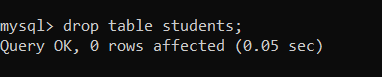 mysql> drop table students;
Query OK, 0 rows affected (0.05 sec)